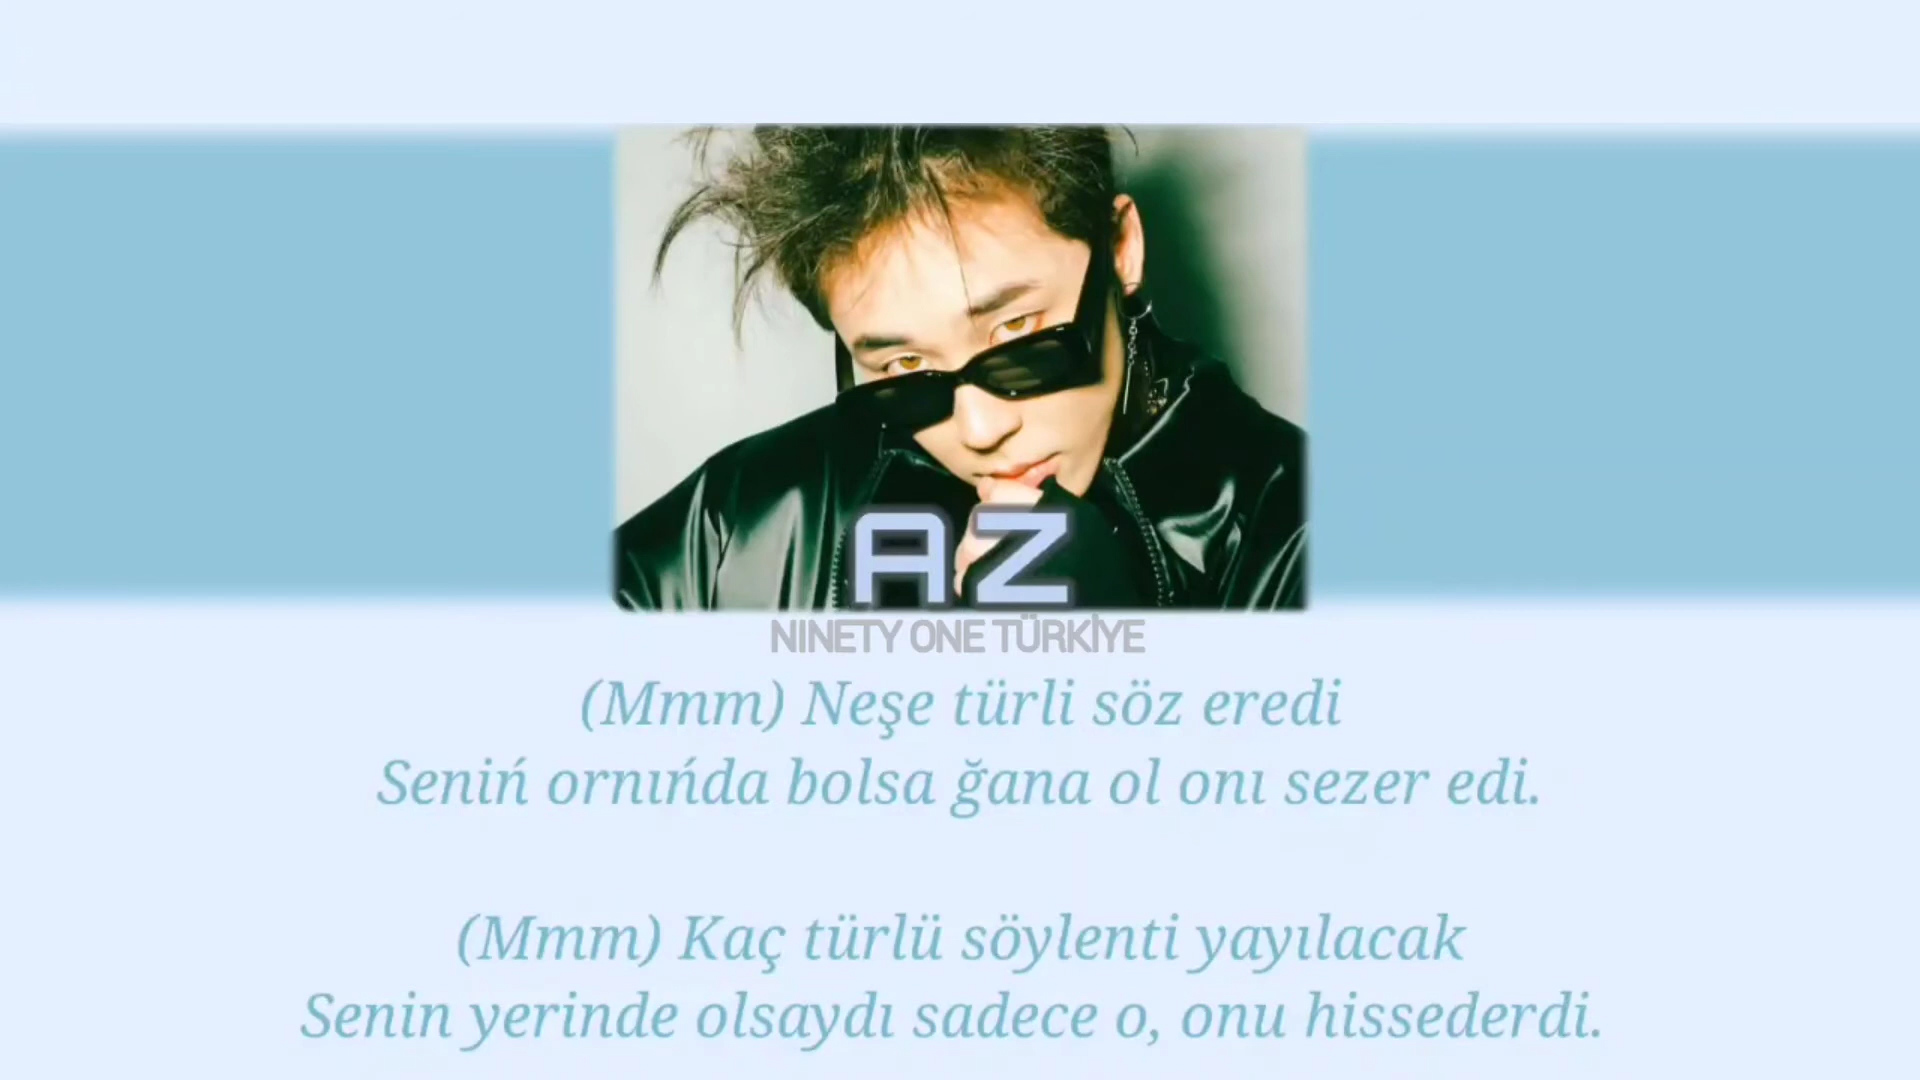 AZ
NINETY ONE TÜRKİYE
(Mmm) Neşe türli söz eredi
Seniń ornıńda bolsa ğana ol onı sezer edi.
(Mmm) Kaç türlü söylenti yayılacak
Senin yerinde olsaydı sadece o, onu hissederdi.